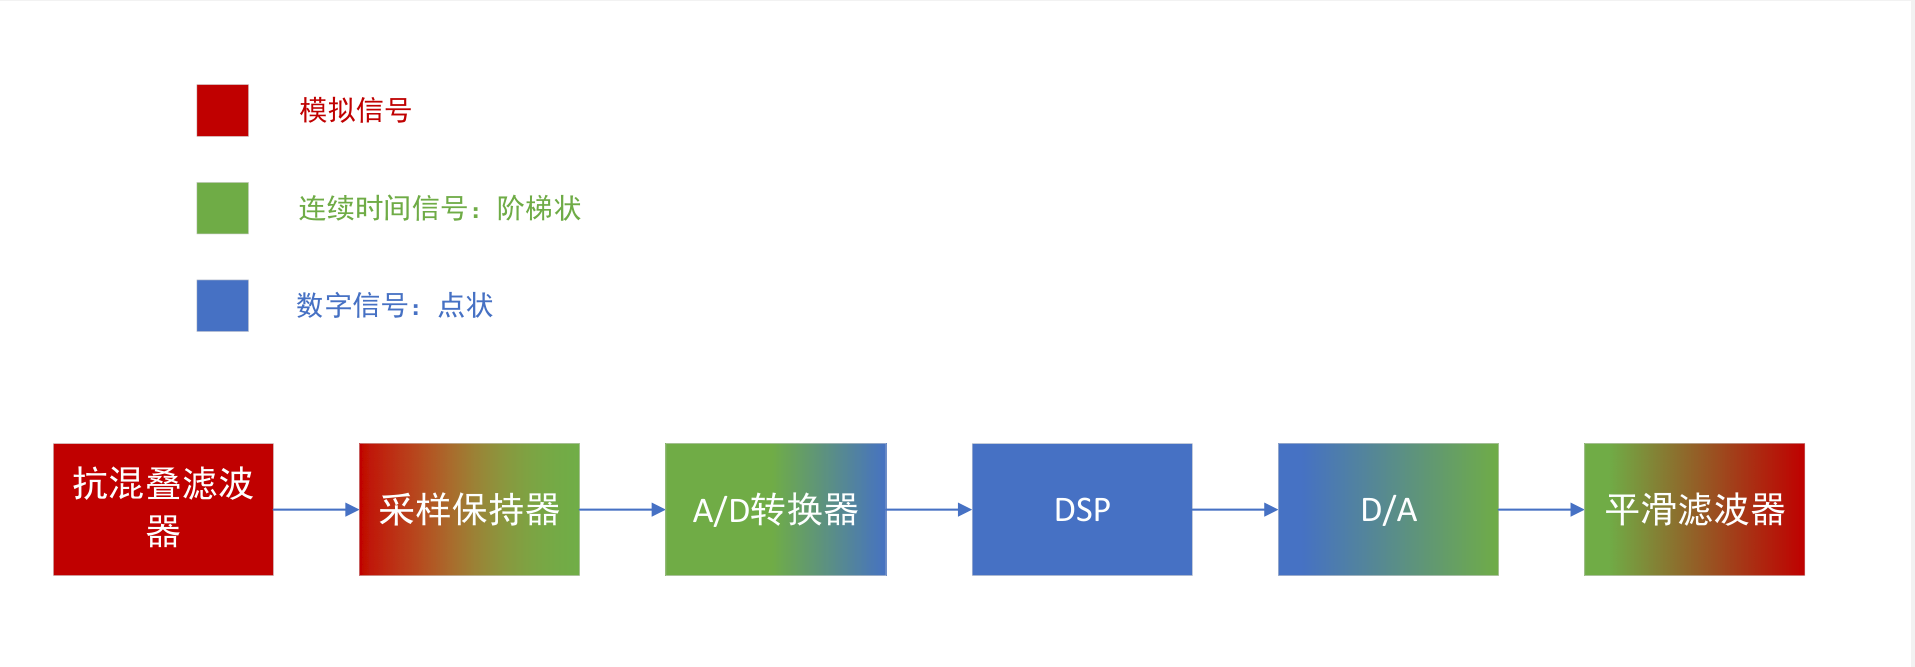 模拟信号
连续时间信号：阶梯状
数字信号：点状
抗混叠滤波
器
采样保持器
A/D转换器
DSP
D/A
平滑滤波器